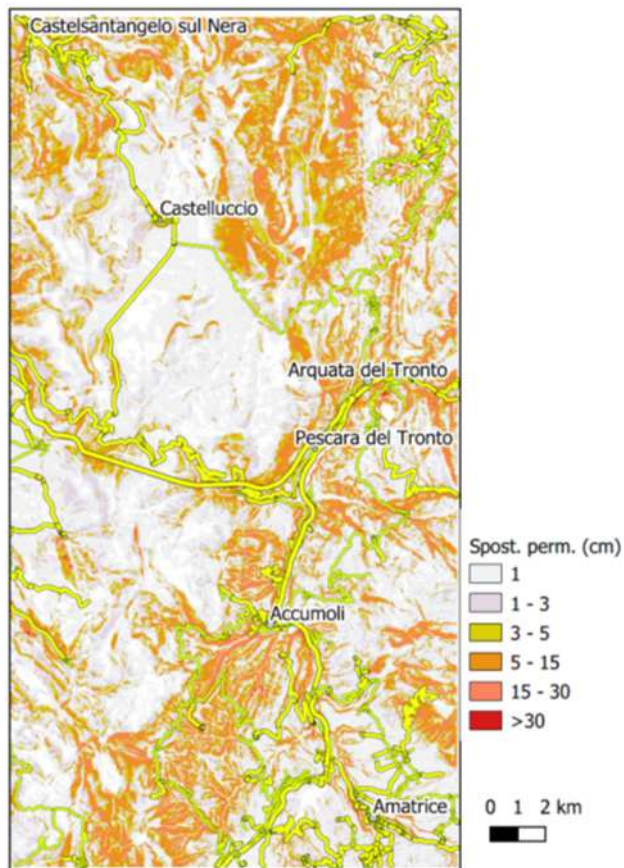 Castelsantangelo sul Nera
Castelluccio
Arquata del Tronto
Pescara del Tronto
Accumoli
Amatrice
Spost. perm. (cm)
1
1 - 3
3 - 5
5 - 15
15 - 30
>30
0 1 2 km